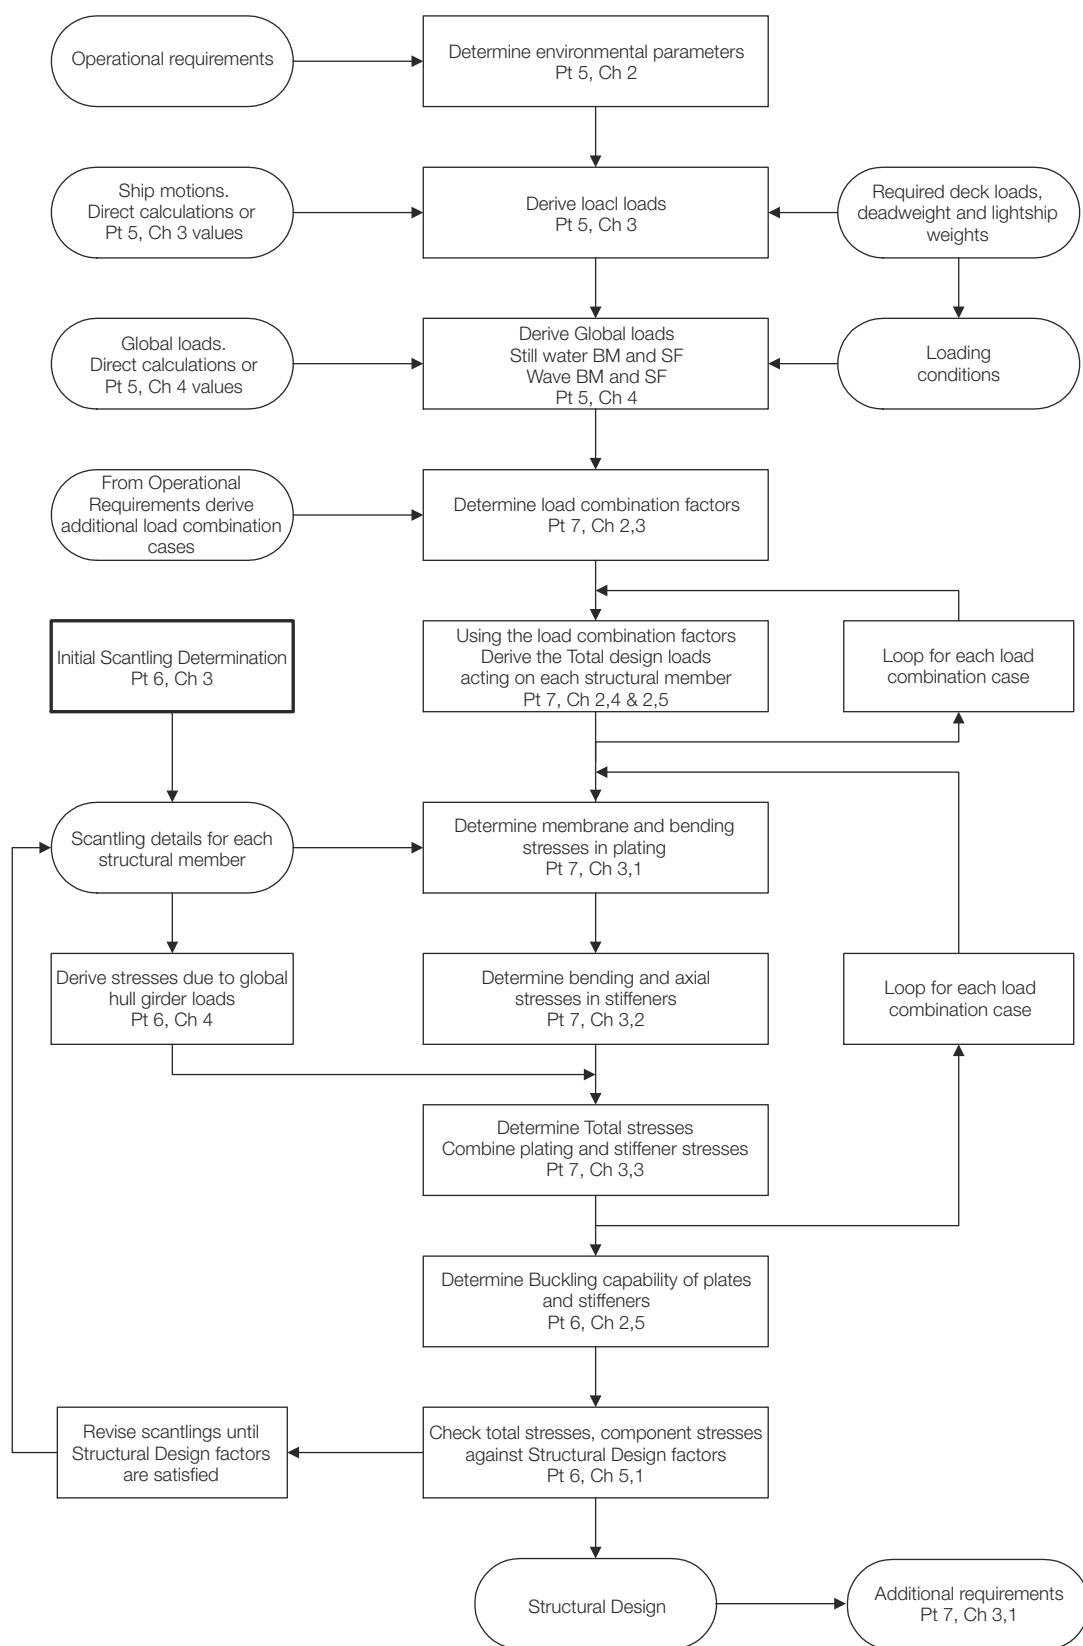 Operational requirements
Determine environmental parameters
Pt 5, Ch 2
Ship motions.
Direct calculations or
Pt 5, Ch 3 values
Derive loacl loads
Pt 5, Ch 3
Required deck loads,
deadweight and lightship
weights
Global loads.
Direct calculations or
Pt 5, Ch 4 values
Derive Global loads
Still water BM and SF
Wave BM and SF
Pt 5, Ch 4
Loading
conditions
From Operational
Requirements derive
additional load combination
cases
Determine load combination factors
Pt 7, Ch 2,3
Initial Scantling Determination
Pt 6, Ch 3
Using the load combination factors
Derive the Total design loads
acting on each structural member
Pt 7, Ch 2,4 & 2,5
Loop for each load
combination case
Scantling details for each
structural member
Determine membrane and bending
stresses in plating
Pt 7, Ch 3,1
Derive stresses due to global
hull girder loads
Pt 6, Ch 4
Determine bending and axial
stresses in stiffeners
Pt 7, Ch 3,2
Loop for each load
combination case
Determine Total stresses
Combine plating and stiffener stresses
Pt 7, Ch 3,3
Determine Buckling capability of plates
and stiffeners
Pt 6, Ch 2,5
Revise scantlings until
Structural Design factors
are satisfied
Check total stresses, component stresses
against Structural Design factors
Pt 6, Ch 5,1
Structural Design
Additional requirements
Pt 7, Ch 3,1